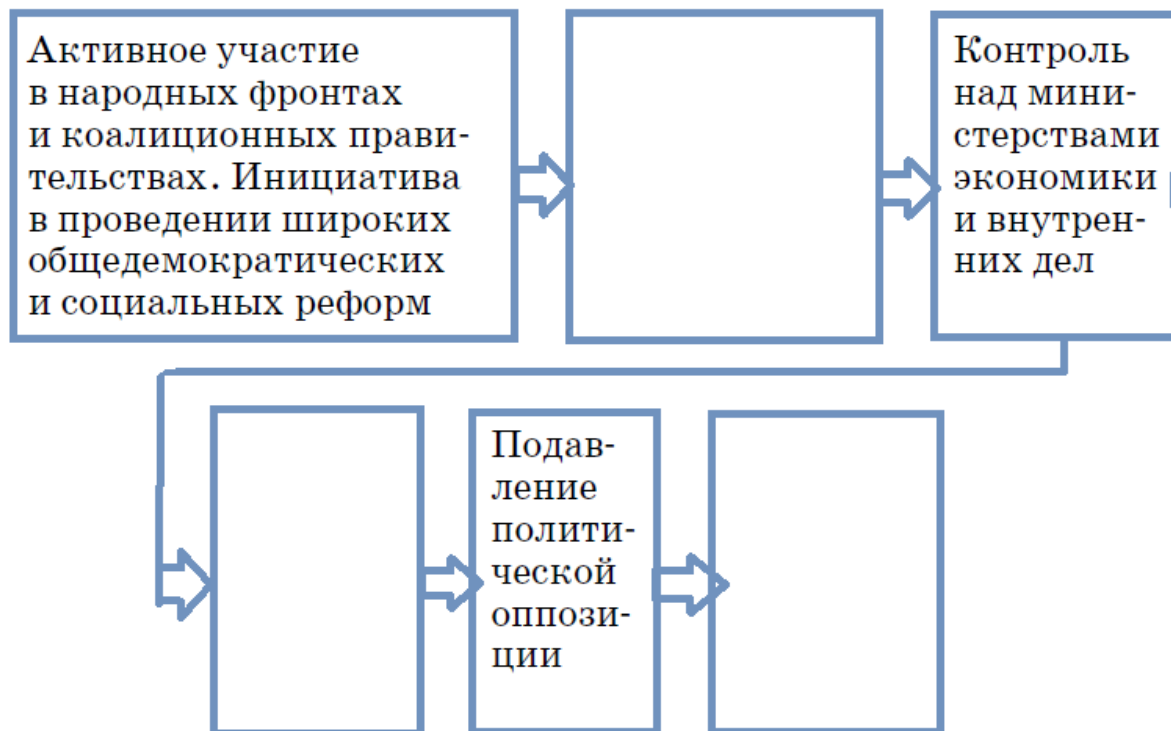 Активное участие
в народных фронтах
и коалиционных прави-
тельствах. Инициатива
в проведении широких
общедемократических
и социальных реформ
Контроль
над мини-
стерствами
экономики
и внутрен-
них дел
Подав-
ление
полити-
ческой
оппози-
ции